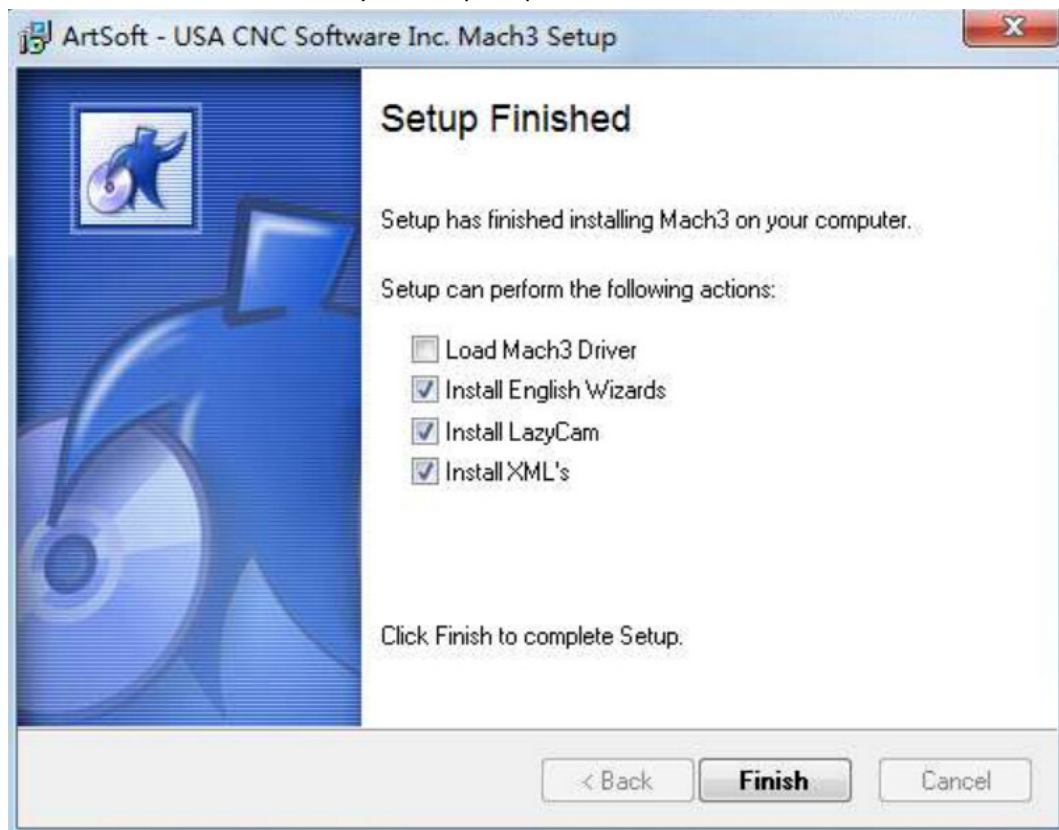 ArtSoft - USA CNC Software Inc. Mach3 Setup
Setup Finished
Setup has finished installing Mach3 on your computer.
Setup can perform the following actions:
Load Mach3 Driver
Install English Wizards
Install LazyCam
Install XML's
Click Finish to complete Setup.
< Back
Finish
Cancel